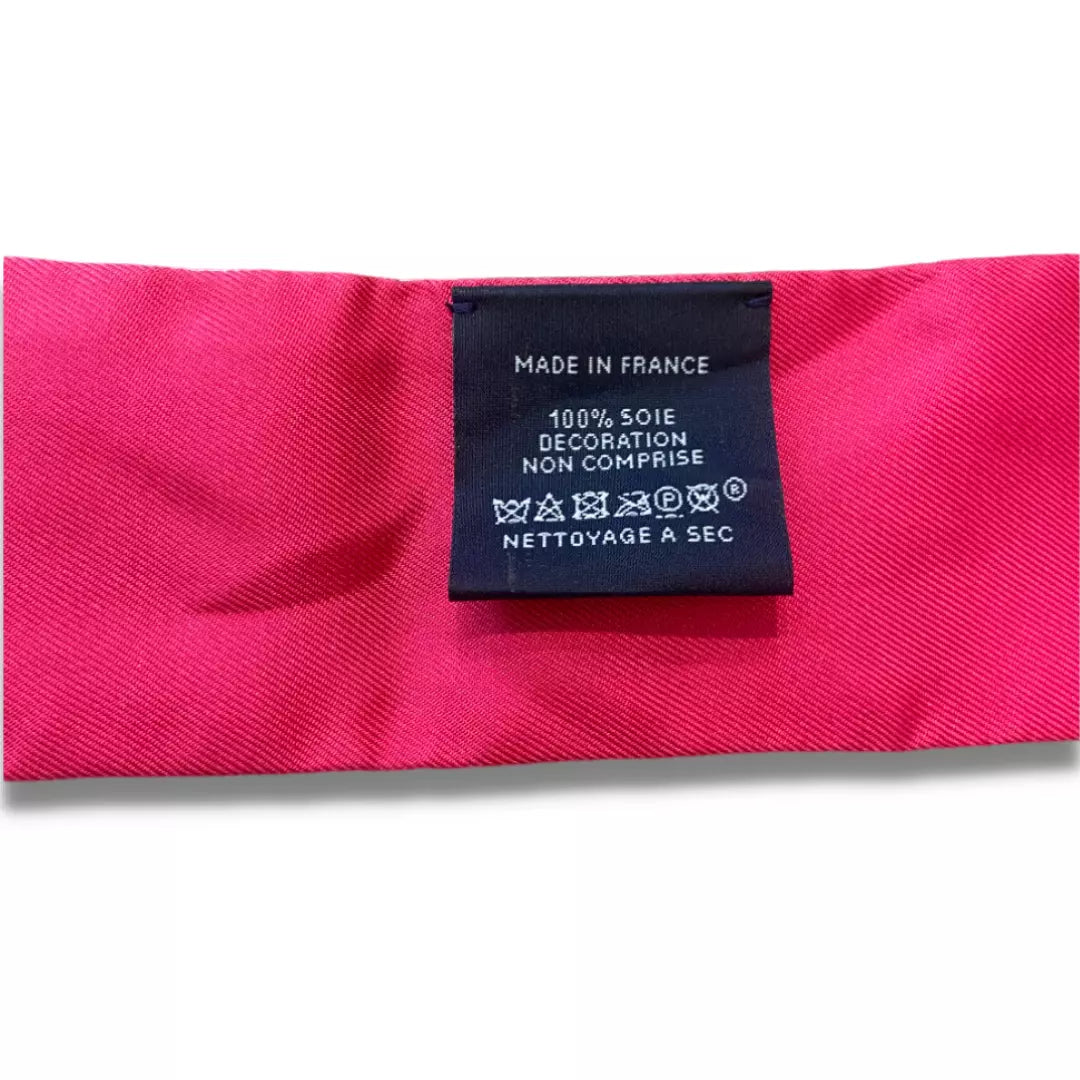 MADE IN FRANCE
100% SOIE
DECORATION
NON COMPRISE
P W ®
NETTOYAGE A SEC